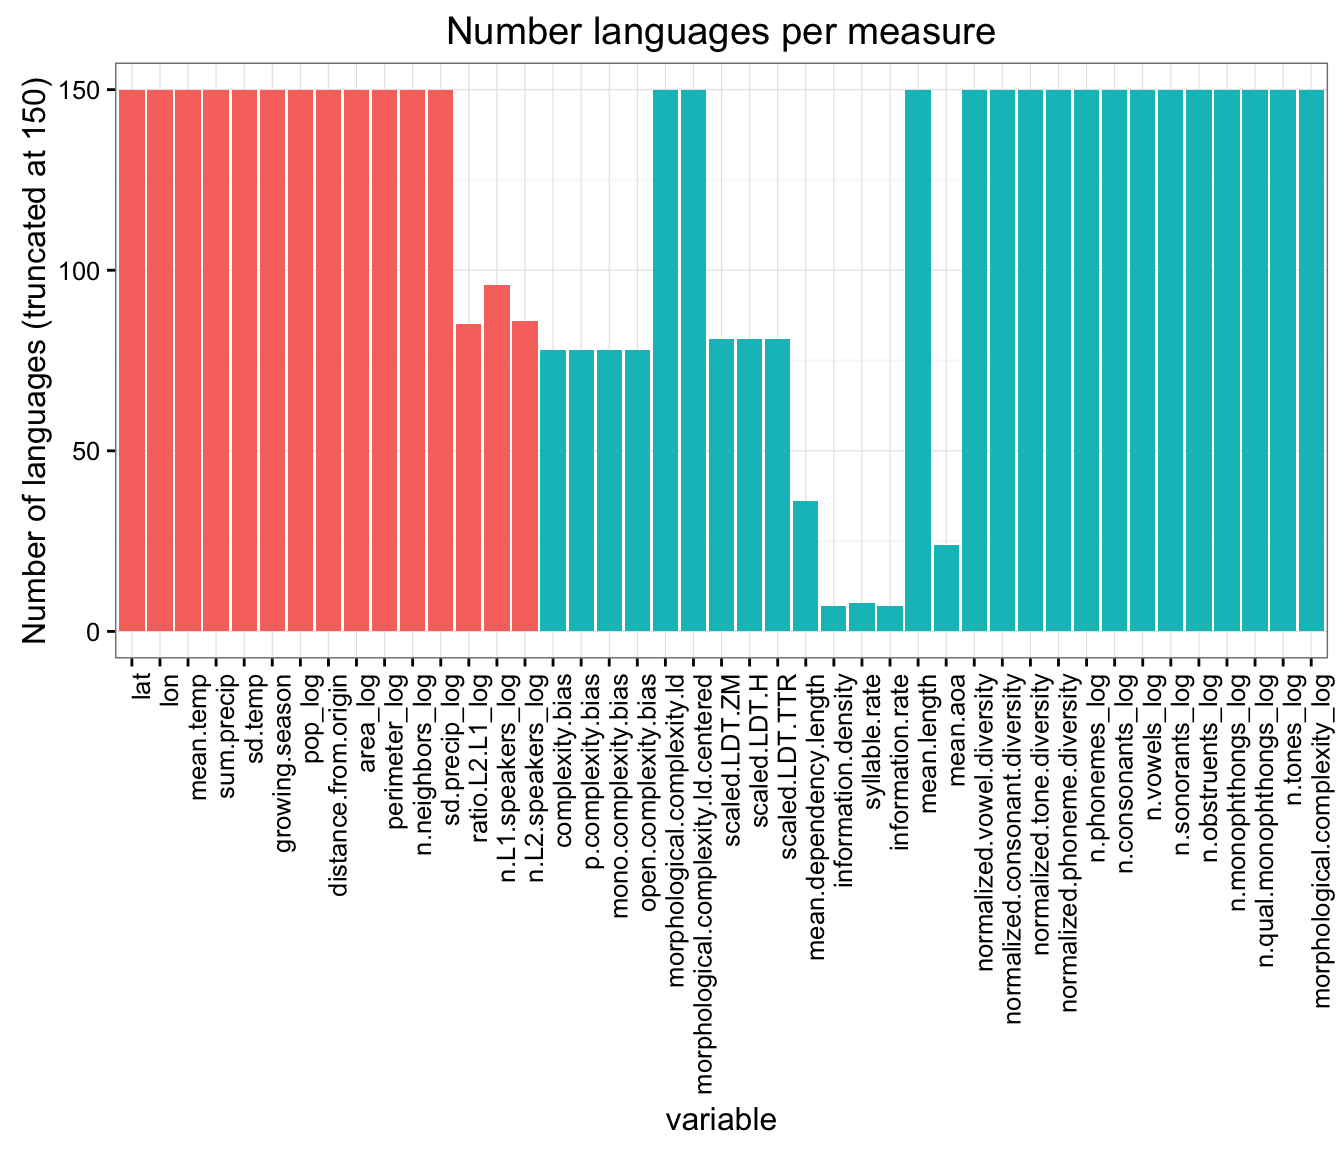 Number languages per measure
Number of languages (truncated at 150)
150
100
50
0
lat
lon
mean.temp
sum.precip
sd.temp
growing.season
pop_log
distance.from.origin
area_log
perimeter_log
n.neighbors_log
sd.precip_log
ratio.L2.L1_log
n.L1.speakers_log
n.L2.speakers_log
complexity.bias
p.complexity.bias
mono.complexity.bias
open.complexity.bias
morphological.complexity.ld
morphological.complexity.ld.centered
scaled.LDT.ZM
scaled.LDT.H
scaled.LDT.TTR
mean.dependency.length
information.density
syllable.rate
information.rate
mean.length
mean.aoa
normalized.vowel.diversity
normalized.consonant.diversity
normalized.tone.diversity
normalized.phoneme.diversity
n.phonemes_log
n.consonants_log
n.vowels_log
n.sonorants_log
n.obstruents_log
n.monophthongs_log
n.qual.monophthongs_log
n.tones_log
morphological.complexity_log
variable